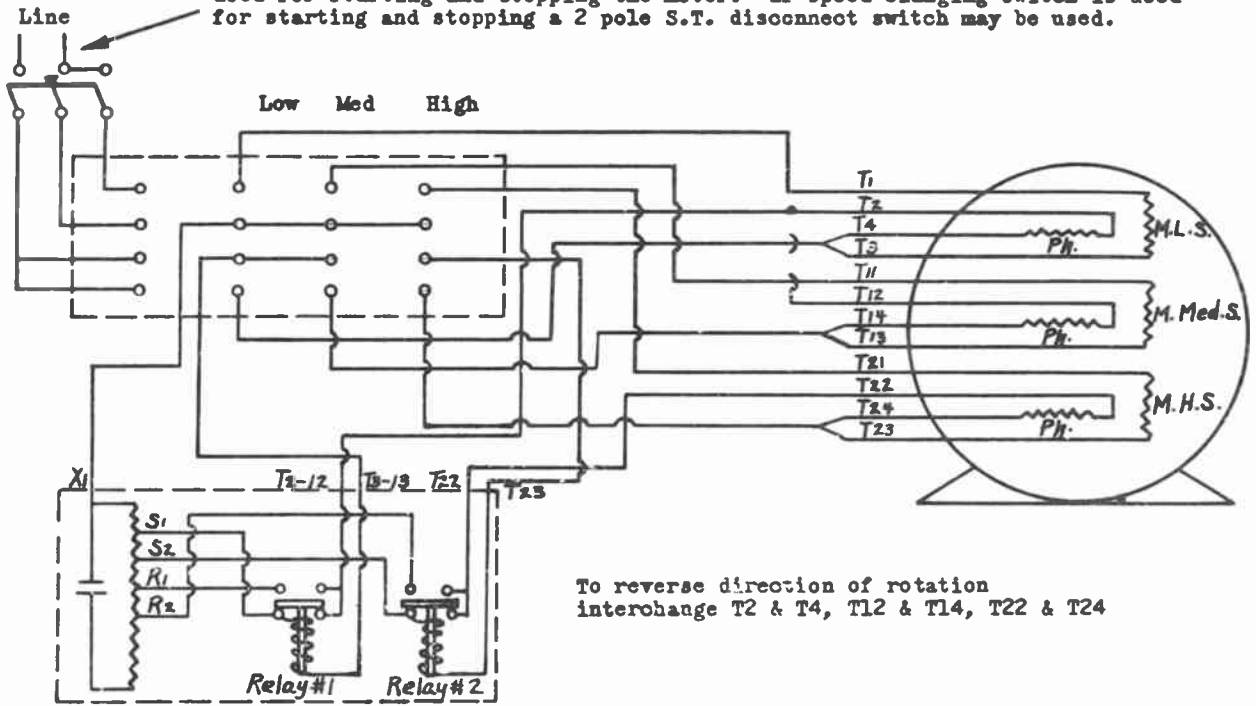 for starting and stopping a 2 pole S.T. disconnect switch may be used.
Line
Low Med High
T1
T2
T4
T3
M.L.S.
Ph.
T11
T12
T14
T13
M. Med.S.
Ph.
T21
T22
T24
T23
M.H.S.
Ph.
X1
T2-12
T3-13
T22
T23
S1
S2
R1
R2
Relay #1
Relay #2
To reverse direction of rotation
interchange T2 & T4, T12 & T14, T22 & T24